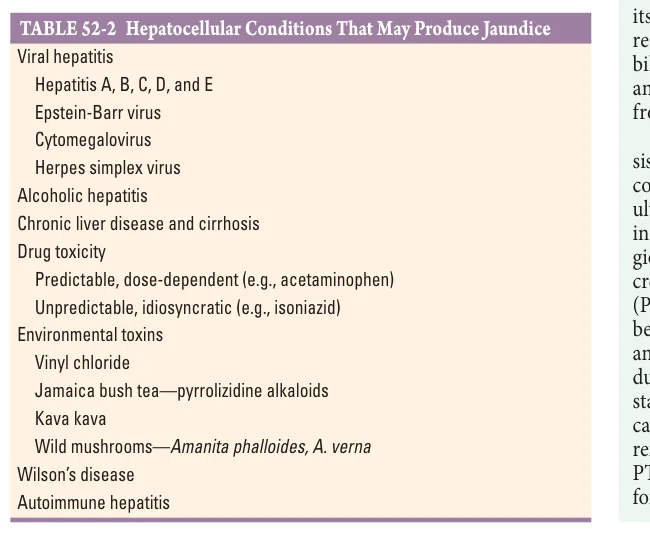 TABLE 52-2 Hepatocellular Conditions That May Produce Jaundice
Viral hepatitis
Hepatitis A, B, C, D, and E
Epstein-Barr virus
Cytomegalovirus
Herpes simplex virus
Alcoholic hepatitis
Chronic liver disease and cirrhosis
Drug toxicity
Predictable, dose-dependent (e.g., acetaminophen)
Unpredictable, idiosyncratic (e.g., isoniazid)
Environmental toxins
Vinyl chloride
Jamaica bush tea—pyrrolizidine alkaloids
Kava kava
Wild mushrooms—Amanita phalloides, A. verna
Wilson's disease
Autoimmune hepatitis
its